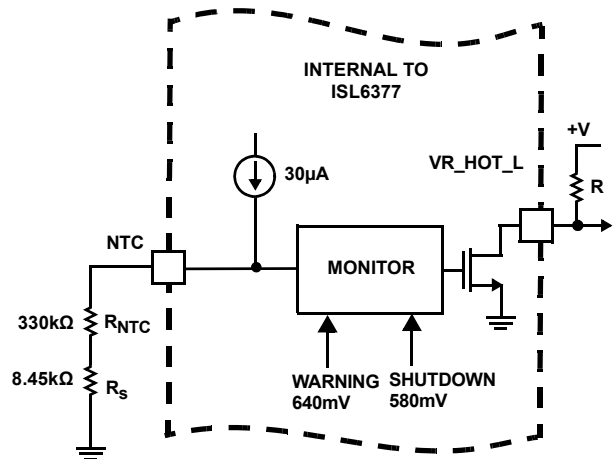 INTERNAL TO
ISL6377
+V
VR_HOT_L
R
30µA
NTC
MONITOR
330kΩ
RNTC
8.45kΩ
Rs
WARNING
640mV
SHUTDOWN
580mV